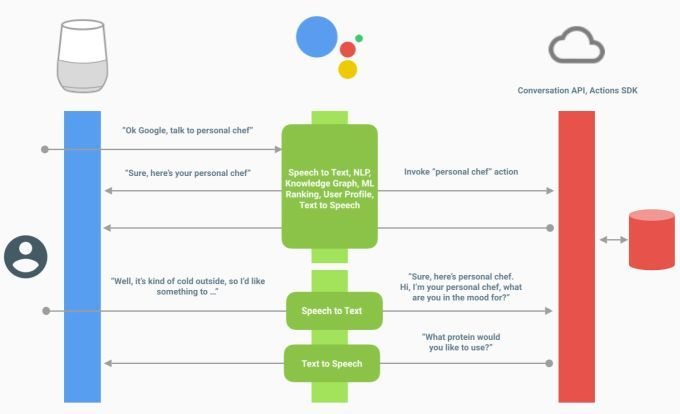 Conversation API, Actions SDK
“Ok Google, talk to personal chef”
“Sure, here’s your personal chef”
Speech to Text, NLP,
Knowledge Graph, ML
Ranking, User Profile,
Text to Speech
Invoke “personal chef” action
“Well, it’s kind of cold outside, so I’d like
something to ...”
“Sure, here’s personal chef.
Hi, I’m your personal chef, what
are you in the mood for?”
Speech to Text
“What protein would
you like to use?”
Text to Speech